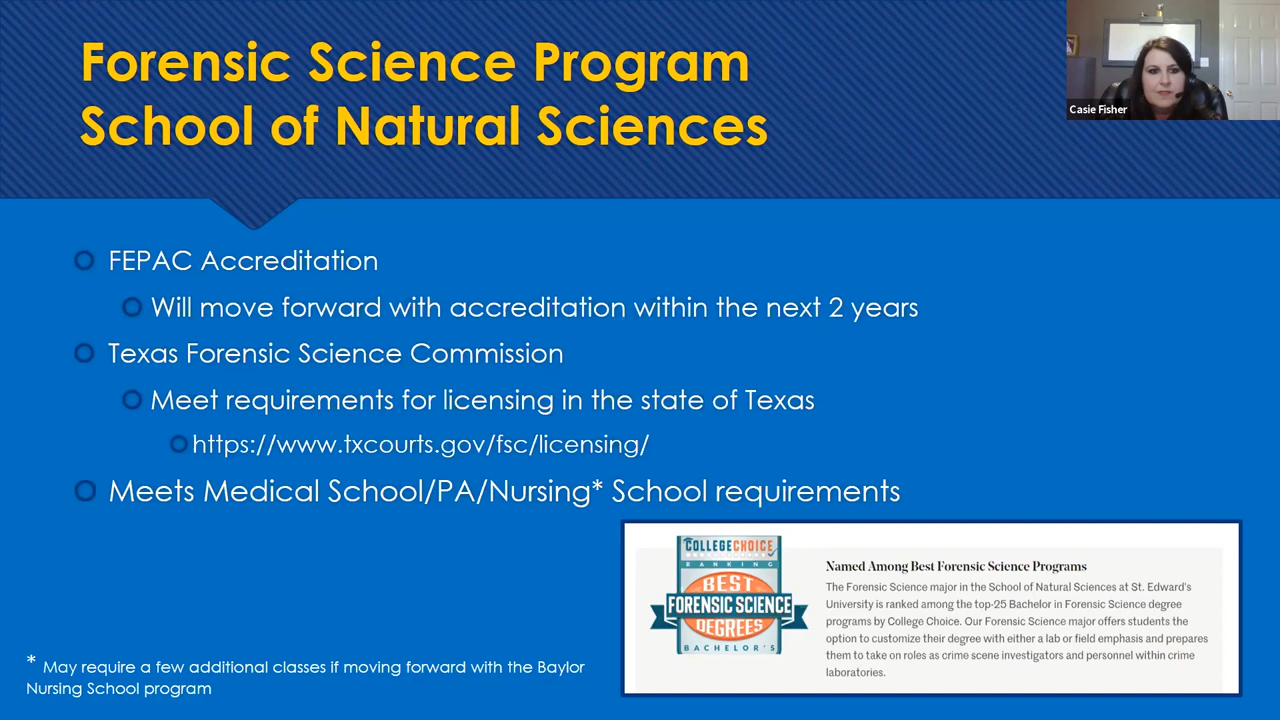 Forensic Science Program
School of Natural Sciences
Casie Fisher
FEPAC Accreditation
Will move forward with accreditation within the next 2 years
Texas Forensic Science Commission
Meet requirements for licensing in the state of Texas
https://www.txcourts.gov/fsc/licensing/
Meets Medical School/PA/Nursing* School requirements
COLLEGE CHOICE
RANKING
BEST
FORENSIC SCIENCE
DEGREES
BACHELOR'S
Named Among Best Forensic Science Programs
The Forensic Science major in the School of Natural Sciences at St. Edward's
University is ranked among the top-25 Bachelor in Forensic Science degree
programs by College Choice. Our Forensic Science major offers students the
option to customize their degree with either a lab or field emphasis and prepares
them to take on roles as crime scene investigators and personnel within crime
laboratories.
* May require a few additional classes if moving forward with the Baylor
Nursing School program